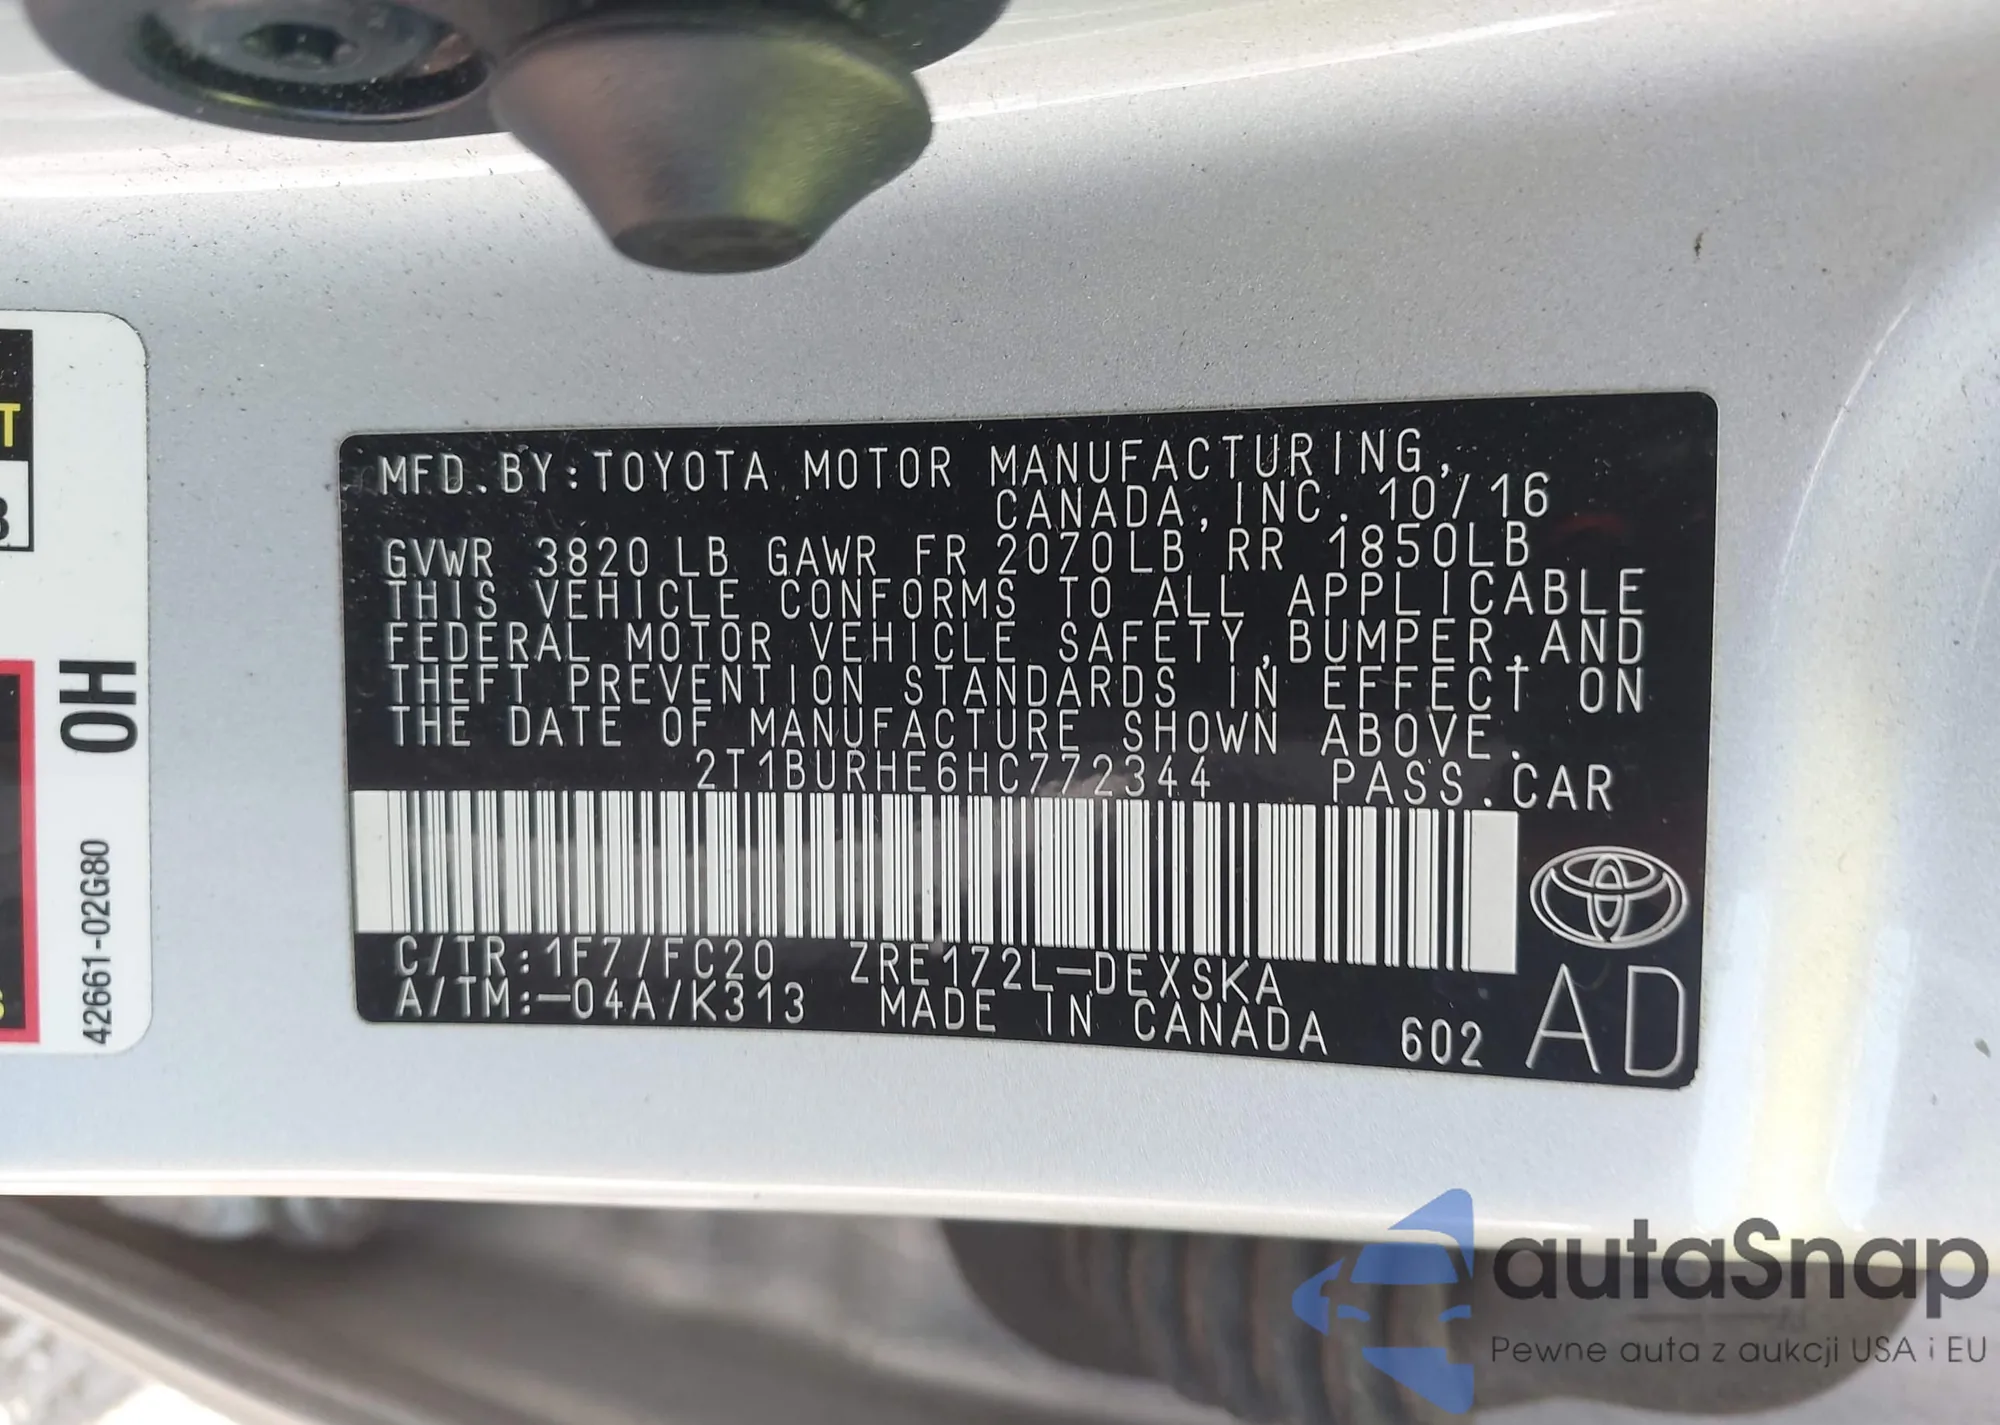 MFD. BY: TOYOTA MOTOR MANUFACTURING,
CANADA, INC. 10/16
GVWR 3820 LB GAWR FR 2070LB RR 1850LB
THIS VEHICLE CONFORMS TO ALL APPLICABLE
FEDERAL MOTOR VEHICLE SAFETY, BUMPER, AND
THEFT PREVENTION STANDARDS IN EFFECT ON
THE DATE OF MANUFACTURE SHOWN ABOVE.
2T1BURHE6HC772344 PASS. CAR
C/TR: 1F7/FC20 ZRE172L-DEXSKA
A/TM: -04A/K313 MADE IN CANADA 602 AD
0H
42661-02G80
T
autaSnap
Pewne auta z aukcji USA i EU